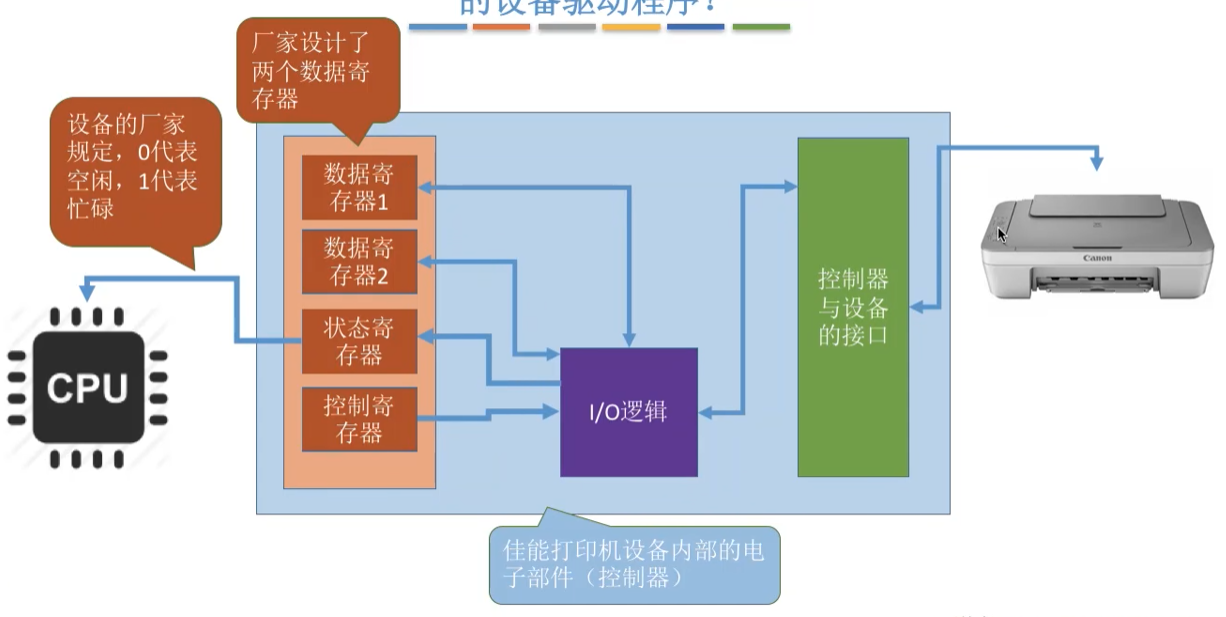 的设备驱动程序！
厂家设计了
两个数据寄
存器
设备的厂家
规定，0代表
空闲，1代表
忙碌
数据寄
存器1
数据寄
存器2
状态寄
存器
控制寄
存器
CPU
I/O逻辑
控制器
与设备
的接口
Canon
佳能打印机设备内部的电
子部件（控制器）